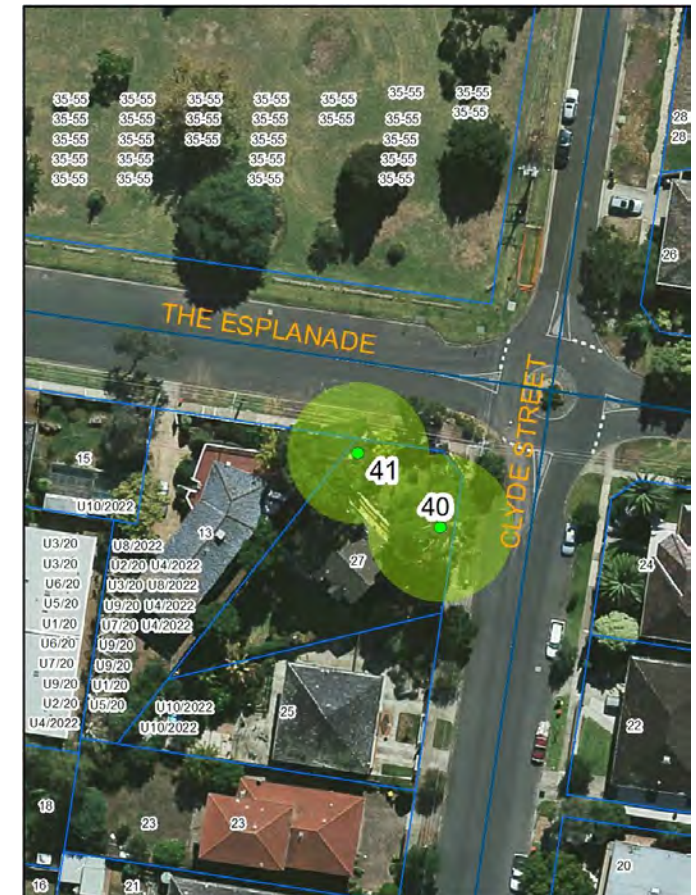 35-55 35-55 35-55 35-55 35-55 35-55 35-55
35-55 35-55 35-55 35-55 35-55 35-55 35-55
35-55 35-55 35-55 35-55 35-55
35-55 35-55 35-55 35-55
35-55 35-55 35-55 35-55
28
28
26
THE ESPLANADE
CLYDE STREET
41
40
15
U10/2022
13
27
24
U3/20 U8/2022
U3/20 U2/20 U4/2022
U6/20 U3/20 U8/2022
U5/20 U9/20 U4/2022
U1/20 U7/20 U4/2022
U6/20 U9/20
U7/20 U9/20
U9/20 U1/20
U2/20 U5/20 U10/2022
U4/2022 U10/2022
25
22
18
23
23
20
16
21